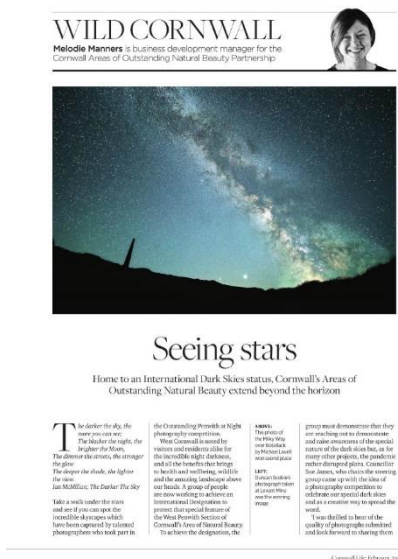 WILD CORNWALL
Melodie Manners is business development manager for the
Cornwall Areas of Outstanding Natural Beauty Partnership
Seeing stars
Home to an International Dark Skies status, Cornwall's Areas of
Outstanding Natural Beauty extend beyond the horizon
The darker the sky, the
more you can see;
The blacker the night, the
brighter the Moon,
The dimmer the streets, the stronger
the glow
The deeper the shade, the lighter
the view.
Ian McMillan; The Darker The Sky
Take a walk under the stars
and see if you can spot the
incredible skyscapes which
have been captured by talented
photographers who took part in
the Outstanding Penwith at Night
photography competition.
West Cornwall is noted by
visitors and residents alike for
the incredible night darkness,
and all the benefits that brings
to health and wellbeing, wildlife
and the amazing landscape above
our heads. A group of people
are now working to achieve an
International Designation to
protect that special feature of
the West Penwith Section of
Cornwall's Area of Natural Beauty.
To achieve the designation, the
ABOVE:
This photo of
the Milky Way
over Botallack
by Michael Lovell
won second place
LEFT:
Duncan Scobie's
photograph taken
at Levant Mine
was the winning
image
group must demonstrate that they
are reaching out to demonstrate
and raise awareness of the special
nature of the dark skies but, as for
many other projects, the pandemic
rather disrupted plans. Councillor
Sue James, who chairs the steering
group came up with the idea of
a photography competition to
celebrate our special dark skies
and as a creative way to spread the
word.
'I was thrilled to hear of the
quality of photographs submitted
and look forward to sharing them
Cornwall Life February